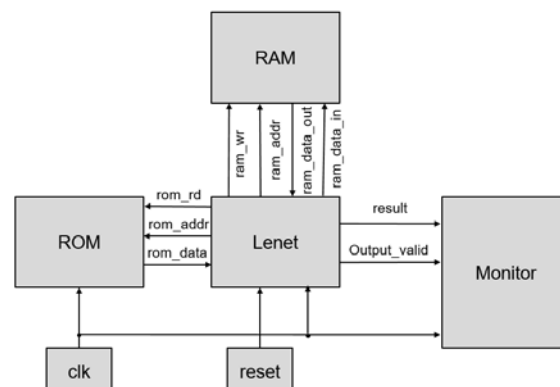 RAM
ram_wr
ram_addr
ram_data_out
ram_data_in
rom_rd
rom_addr
rom_data
ROM
Lenet
result
Output_valid
Monitor
clk
reset